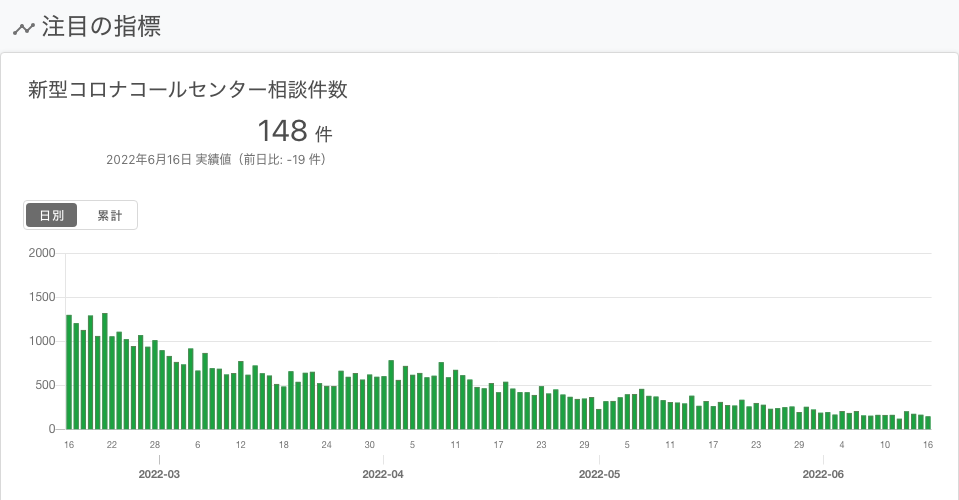 注目の指標
新型コロナコールセンター相談件数
148 件
2022年6月16日 実績値（前日比: -19 件）
日別 累計
2000
1500
1000
500
0
16 22 28 6 12 18 24 30 5 11 17 23 29 5 11 17 23 29 4 10 16
2022-03 2022-04 2022-05 2022-06